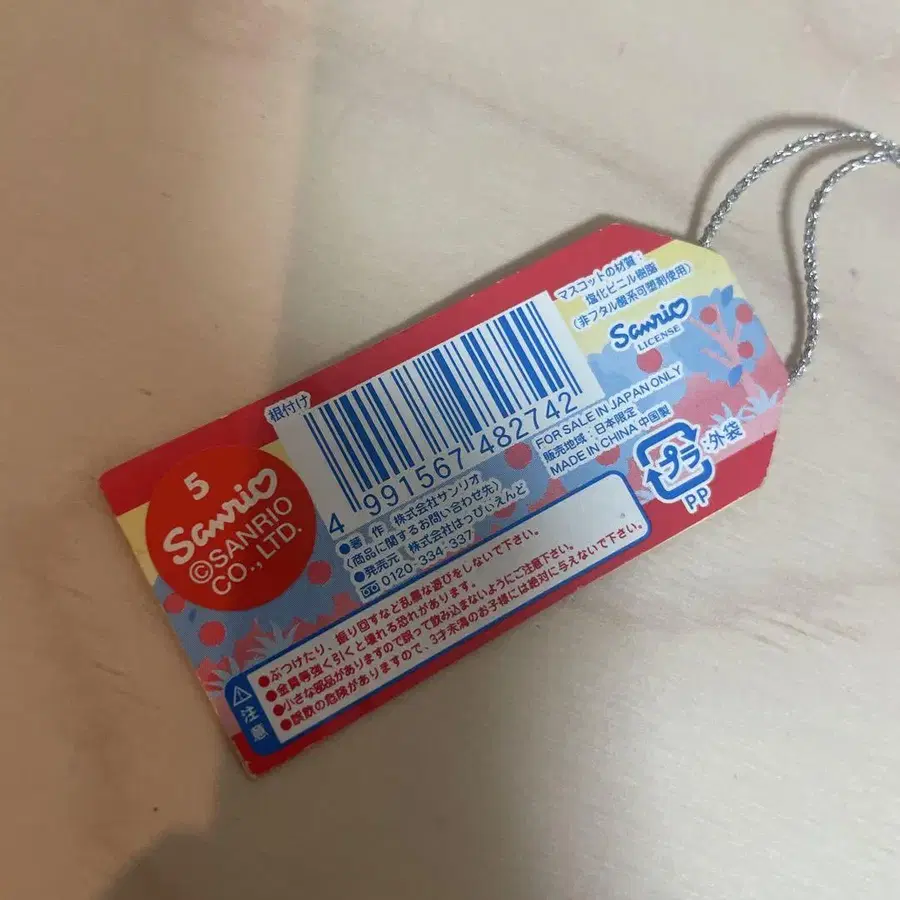 マスコットの材質:
塩化ビニル樹脂
(非フタル酸系可塑剤使用)
Sanrio
LICENSE
根付け
4 991567 482742
FOR SALE IN JAPAN ONLY
販売地域:日本限定
MADE IN CHINA 中国製
プラ :外袋
P.P
5
Sanrio
©SANRIO
CO., LTD.
●著 作:株式会社サンリオ
(商品に関するお問い合わせ先)
●発売元:株式会社はっぴぃえんど
0120-334-337
注意
●ぶつけたり、振り回すなど乱暴な遊びをしないで下さい。
●金具等強く引くと壊れる恐れがあります。
●小さな部品がありますので誤って飲み込まないようにご注意下さい。
●誤飲の危険がありますので、3才未満のお子様には絶対に与えないで下さい。